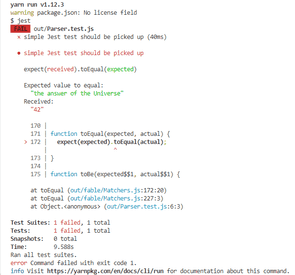 yarn run v1.12.3
warning package.json: No license field
$ jest
FAIL out/Parser.test.js
× simple Jest test should be picked up (40ms)
● simple Jest test should be picked up
expect(received).toEqual(expected)
Expected value to equal:
"the answer of the Universe"
Received:
"42"
170 |
171 | function toEqual(expected, actual) {
> 172 | expect(expected).toEqual(actual);
| ^
173 | }
174 |
175 | function toBe(expected$$1, actual$$1) {
at toEqual (out/fable/Matchers.js:172:20)
at toEqual (out/fable/Matchers.js:227:3)
at Object.<anonymous> (out/Parser.test.js:6:3)
Test Suites: 1 failed, 1 total
Tests: 1 failed, 1 total
Snapshots: 0 total
Time: 9.588s
Ran all test suites.
error Command failed with exit code 1.
info Visit https://yarnpkg.com/en/docs/cli/run for documentation about this command.